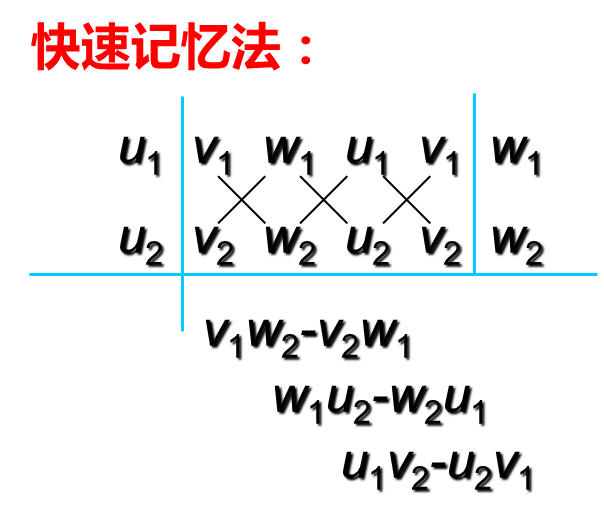 快速记忆法：
u₁ v₁ w₁ u₁ v₁ w₁
u₂ v₂ w₂ u₂ v₂ w₂
v₁w₂-v₂w₁
w₁u₂-w₂u₁
u₁v₂-u₂v₁